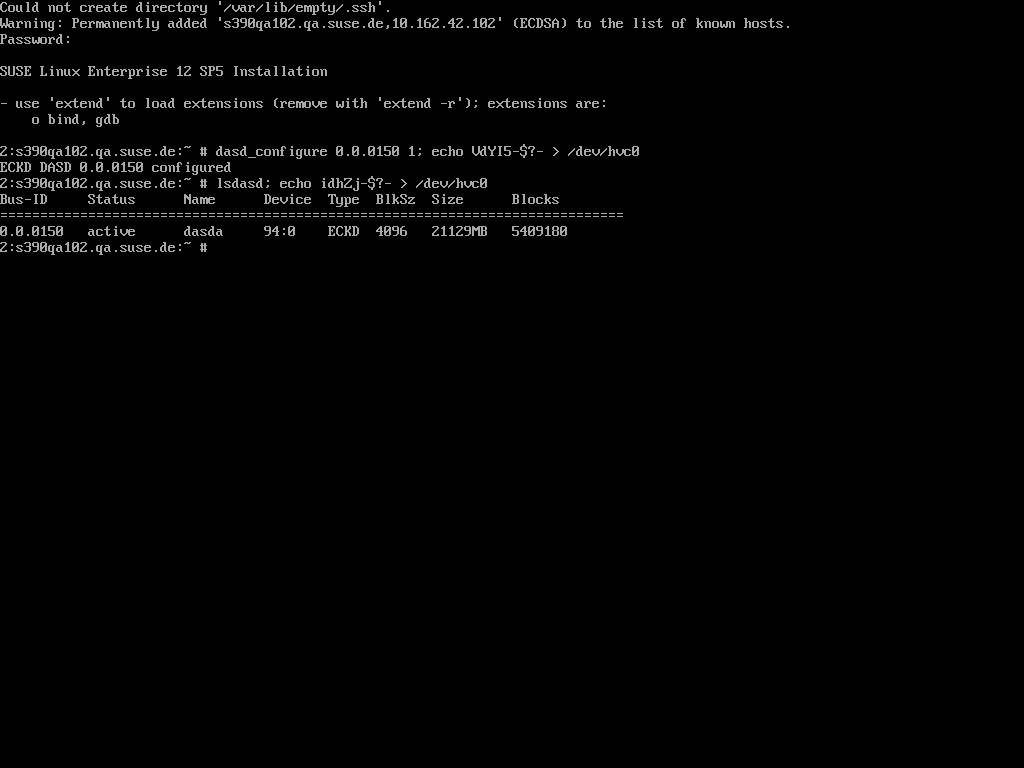 Could not create directory '/var/lib/empty/.ssh'.
Warning: Permanently added 's390qa102.qa.suse.de,10.162.42.102' (ECDSA) to the list of known hosts.
Password:
SUSE Linux Enterprise 12 SP5 Installation
- use 'extend' to load extensions (remove with 'extend -r'); extensions are:
    o bind, gdb
2:s390qa102.qa.suse.de:~ # dasd_configure 0.0.0150 1; echo VdYI5-$?- > /dev/hvc0
ECKD DASD 0.0.0150 configured
2:s390qa102.qa.suse.de:~ # lsdasd; echo idhZj-$?- > /dev/hvc0
Bus-ID     Status      Name      Device  Type  BlkSz  Size      Blocks
==============================================================================
0.0.0150   active      dasda     94:0    ECKD  4096   21129MB   5409180
2:s390qa102.qa.suse.de:~ #